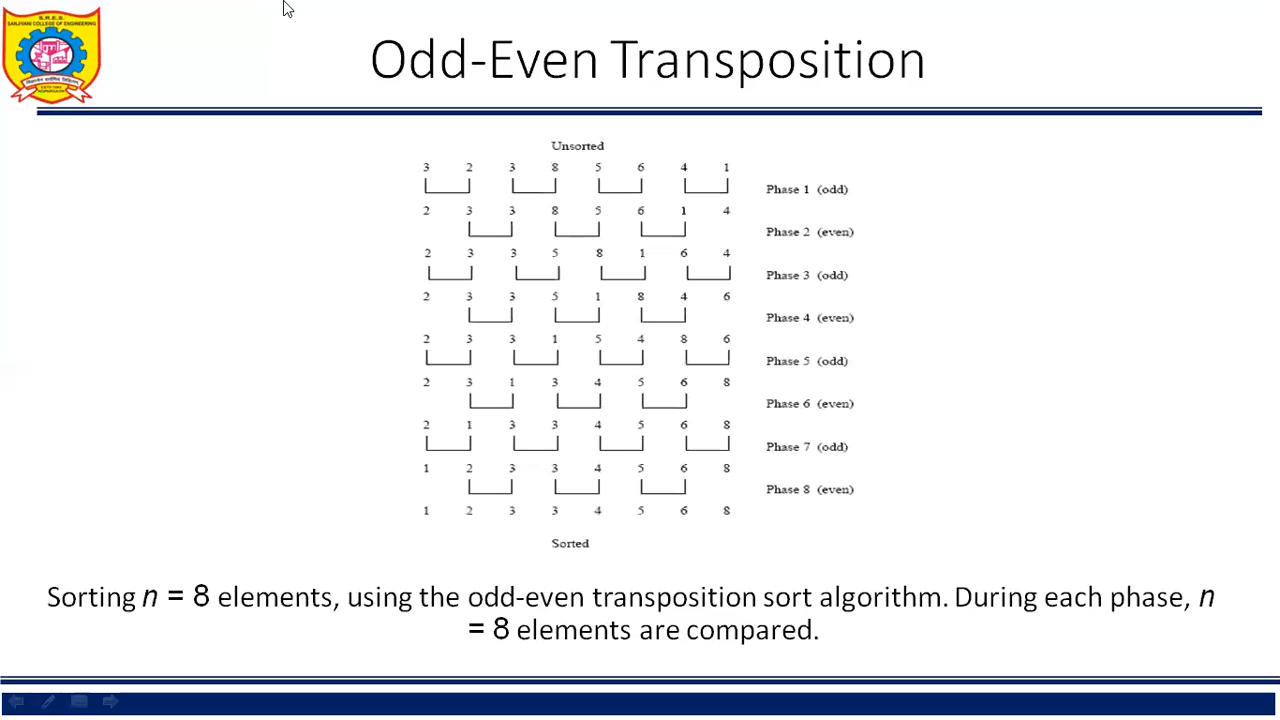 S.R.E.S.
SANJIVANI COLLEGE OF ENGINEERING
Odd-Even Transposition
Unsorted
3 2 3 8 5 6 4 1
Phase 1 (odd)
2 3 3 8 5 6 1 4
Phase 2 (even)
2 3 3 5 8 1 6 4
Phase 3 (odd)
2 3 3 5 1 8 4 6
Phase 4 (even)
2 3 3 1 5 4 8 6
Phase 5 (odd)
2 3 1 3 4 5 6 8
Phase 6 (even)
2 1 3 3 4 5 6 8
Phase 7 (odd)
1 2 3 3 4 5 6 8
Phase 8 (even)
1 2 3 3 4 5 6 8
Sorted
Sorting n = 8 elements, using the odd-even transposition sort algorithm. During each phase, n
= 8 elements are compared.